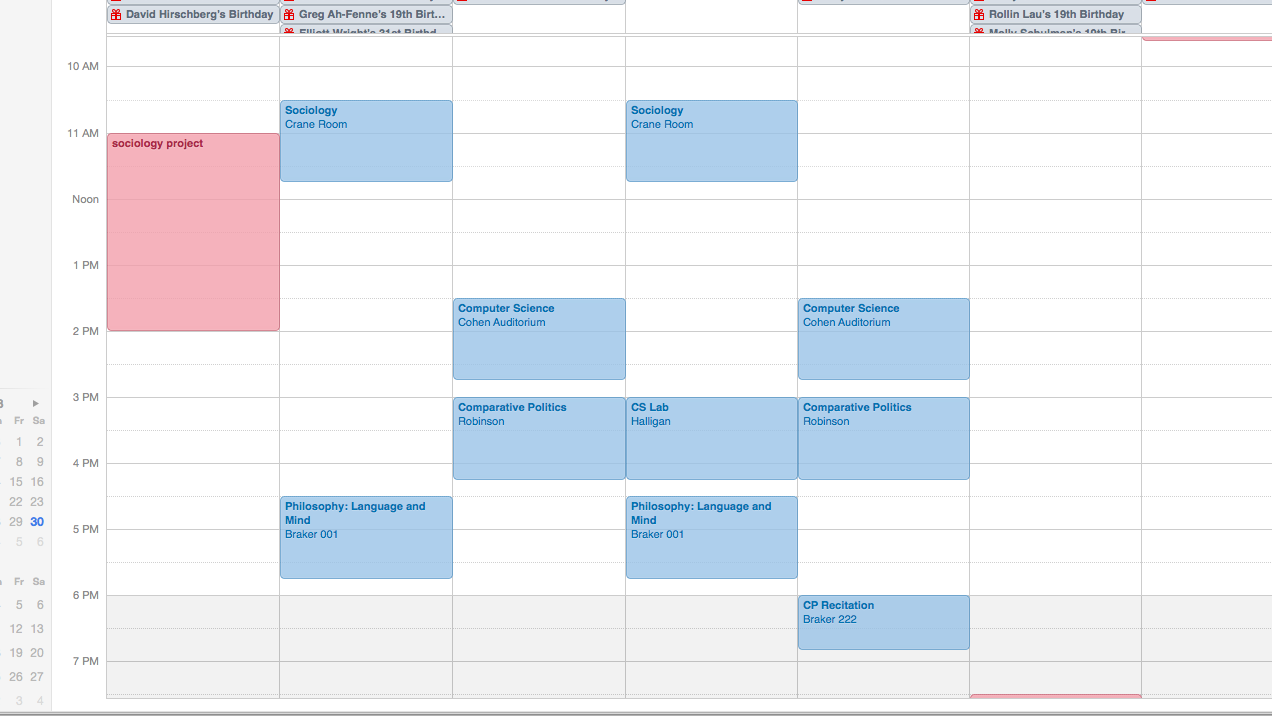 David Hirschberg's Birthday
Greg Ah-Fenne's 19th Birt...
Rollin Lau's 19th Birthday
Elliott Wright's 21st Birthd
Molly Schulman's 19th Bir
10 AM
Sociology
Crane Room
Sociology
Crane Room
11 AM
sociology project
Noon
1 PM
Computer Science
Cohen Auditorium
Computer Science
Cohen Auditorium
2 PM
3 PM
Comparative Politics
Robinson
CS Lab
Halligan
Comparative Politics
Robinson
4 PM
Philosophy: Language and
Mind
Braker 001
Philosophy: Language and
Mind
Braker 001
5 PM
6 PM
CP Recitation
Braker 222
7 PM
Fr Sa
1 2
8 9
15 16
22 23
29 30
5 6
Fr Sa
5 6
12 13
19 20
26 27
3 4